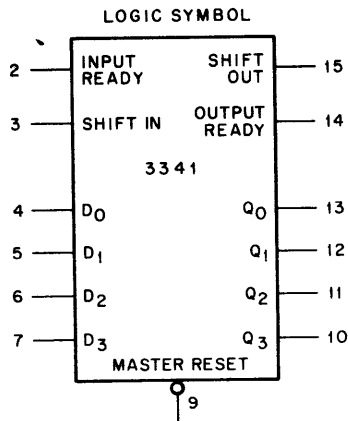 LOGIC SYMBOL
2 INPUT READY SHIFT OUT 15
3 SHIFT IN OUTPUT READY 14
3341
4 D0 Q0 13
5 D1 Q1 12
6 D2 Q2 11
7 D3 Q3 10
MASTER RESET
9